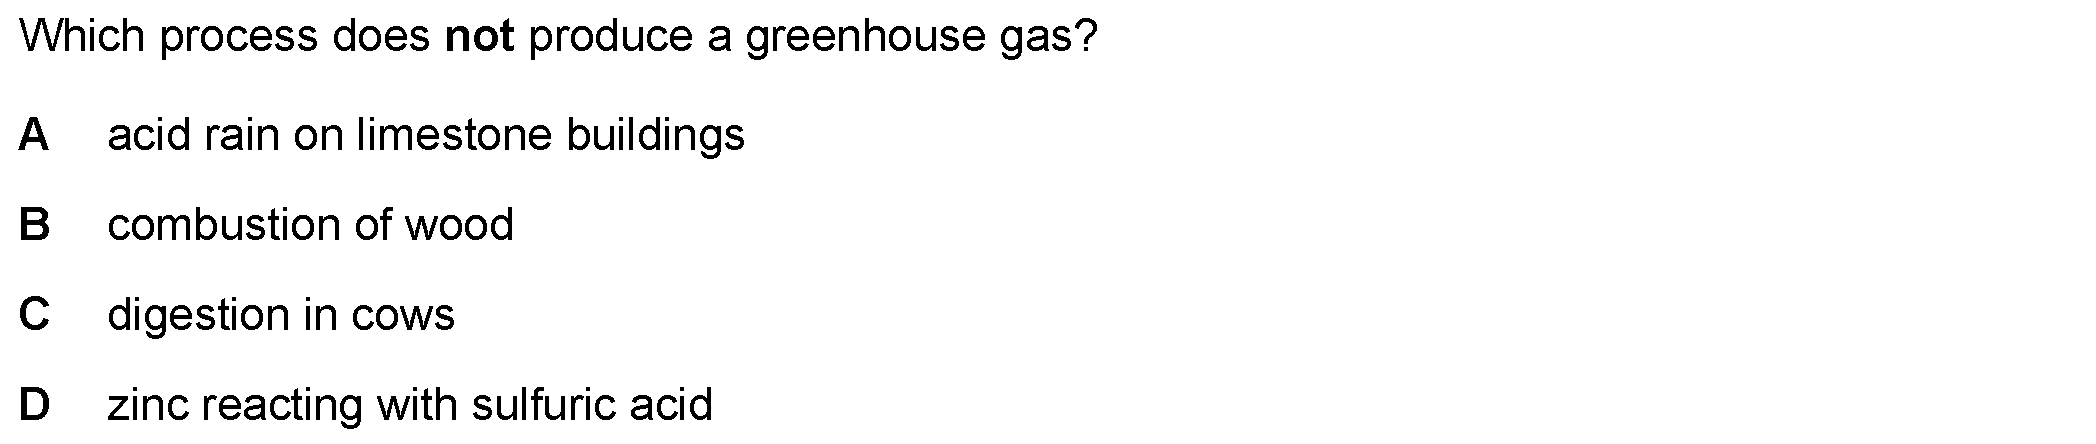 Which process does not produce a greenhouse gas?
A acid rain on limestone buildings
B combustion of wood
C digestion in cows
D zinc reacting with sulfuric acid